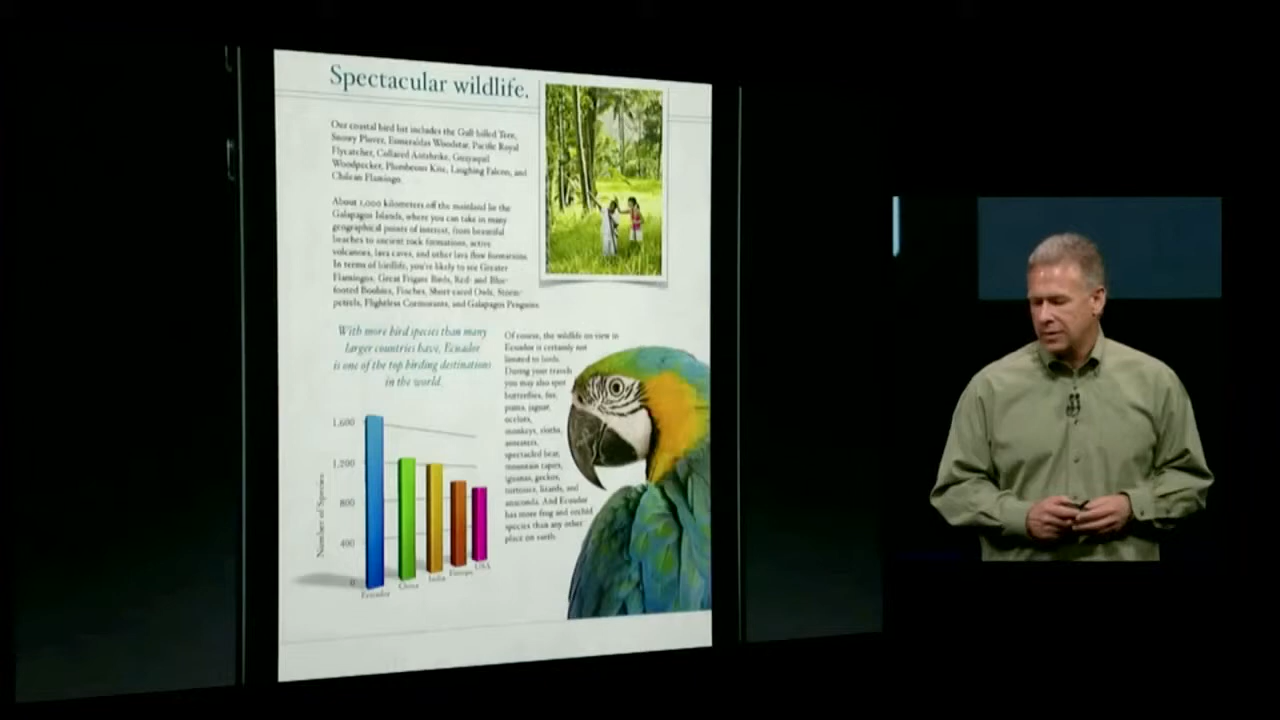 Spectacular wildlife.
Our coastal bird list includes the Gull-billed Tern,
Snowy Plover, Esmeraldas Woodstar, Pacific Royal
Flycatcher, Collared Antshrike, Guayaquil
Woodpecker, Plumbeous Kite, Laughing Falcon, and
Chilean Flamingo.
About 1,000 kilometers off the mainland lie the
Galapagos Islands, where you can take in many
geographical points of interest, from beautiful
beaches to ancient rock formations, active
volcanoes, lava caves, and other lava flow formations.
In terms of birdlife, you're likely to see Greater
Flamingos, Great Frigate Birds, Red- and Blue-
footed Boobies, Finches, Short-eared Owls, Storm-
petrels, Flightless Cormorants, and Galapagos Penguins.
With more bird species than many
larger countries have, Ecuador
is one of the top birding destinations
in the world.
Of course, the wildlife on view in
Ecuador is certainly not
limited to birds.
During your travels
you may also spot
butterflies, fox,
puma, jaguar,
ocelots,
monkeys, sloths,
anteaters,
spectacled bear,
mountain tapirs,
iguanas, geckos,
tortoises, lizards, and
anaconda. And Ecuador
has more frog and orchid
species than any other
place on earth.
Number of Species
1,600
1,200
800
400
0
Ecuador
China
India
Europe
USA